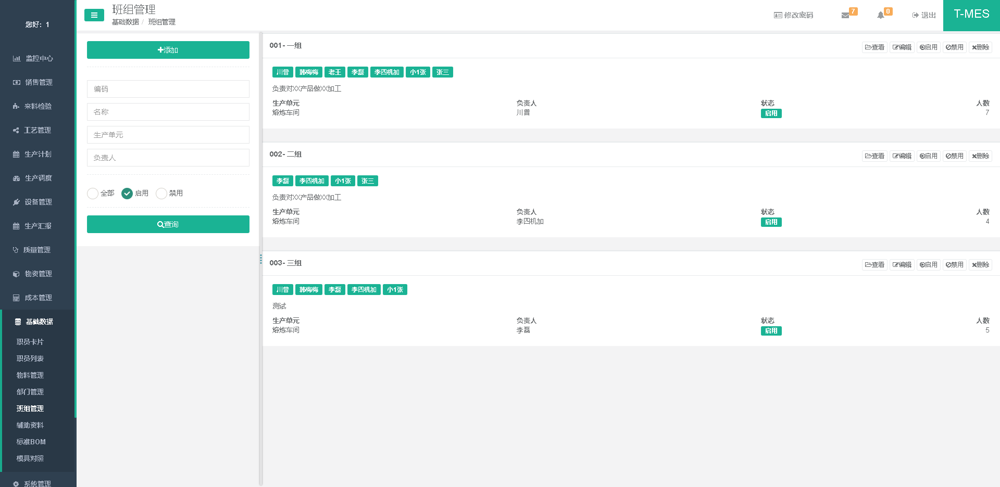 您好：1
监控中心
销售管理
来料检验
工艺管理
生产计划
生产调度
设备管理
生产汇报
质量管理
物资管理
成本管理
基础数据
职员卡片
职员列表
物料管理
部门管理
班组管理
辅助资料
标准BOM
模具对照
系统管理
班组管理
基础数据 / 班组管理
修改密码 7 0 退出 T-MES
添加
编码
名称
生产单元
负责人
全部 启用 禁用
查询
001- 一组 查看 编辑 启用 禁用 删除
川普 韩梅梅 老王 李磊 李四机加 小1张 张三
负责对XX产品做XX加工
生产单元 负责人 状态 人数
熔炼车间 川普 启用 7
002- 二组 查看 编辑 启用 禁用 删除
李磊 李四机加 小1张 张三
负责对XX产品做XX加工
生产单元 负责人 状态 人数
熔炼车间 李四机加 启用 4
003- 三组 查看 编辑 启用 禁用 删除
川普 韩梅梅 李磊 李四机加 小1张
测试
生产单元 负责人 状态 人数
熔炼车间 李磊 启用 5